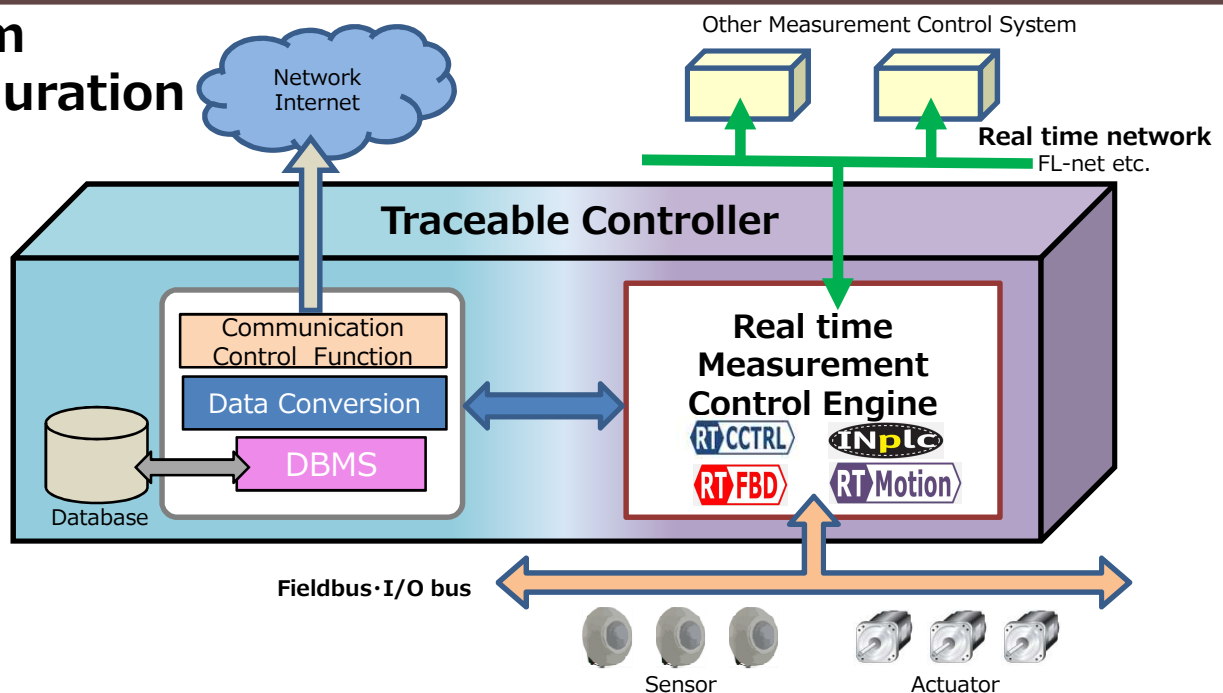 uration
Network
Internet
Other Measurement Control System
Real time network
FL-net etc.
Traceable Controller
Communication
Control Function
Data Conversion
DBMS
Database
Real time
Measurement
Control Engine
RT CCTRL
INplc
RT FBD
RT Motion
Fieldbus・I/O bus
Sensor
Actuator